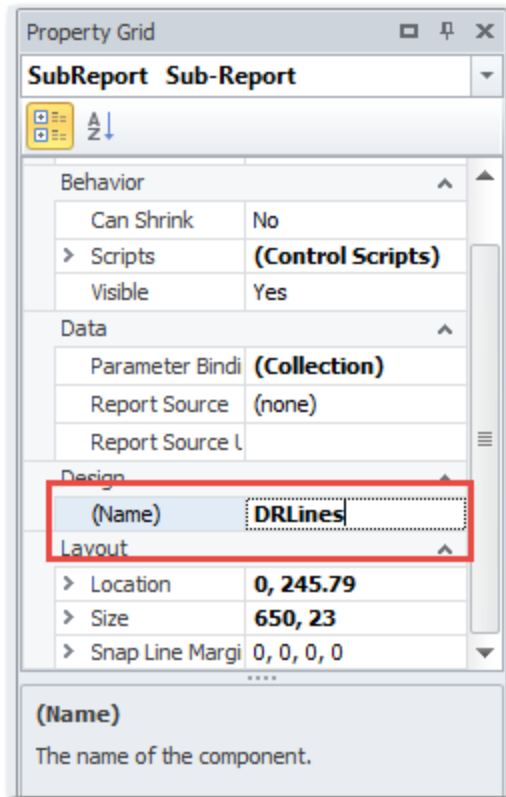 Property Grid
SubReport Sub-Report
Behavior
Can Shrink No
Scripts (Control Scripts)
Visible Yes
Data
Parameter Bindi (Collection)
Report Source (none)
Report Source U
Design
(Name) DRLines
Layout
Location 0, 245.79
Size 650, 23
Snap Line Margi 0, 0, 0, 0
(Name)
The name of the component.